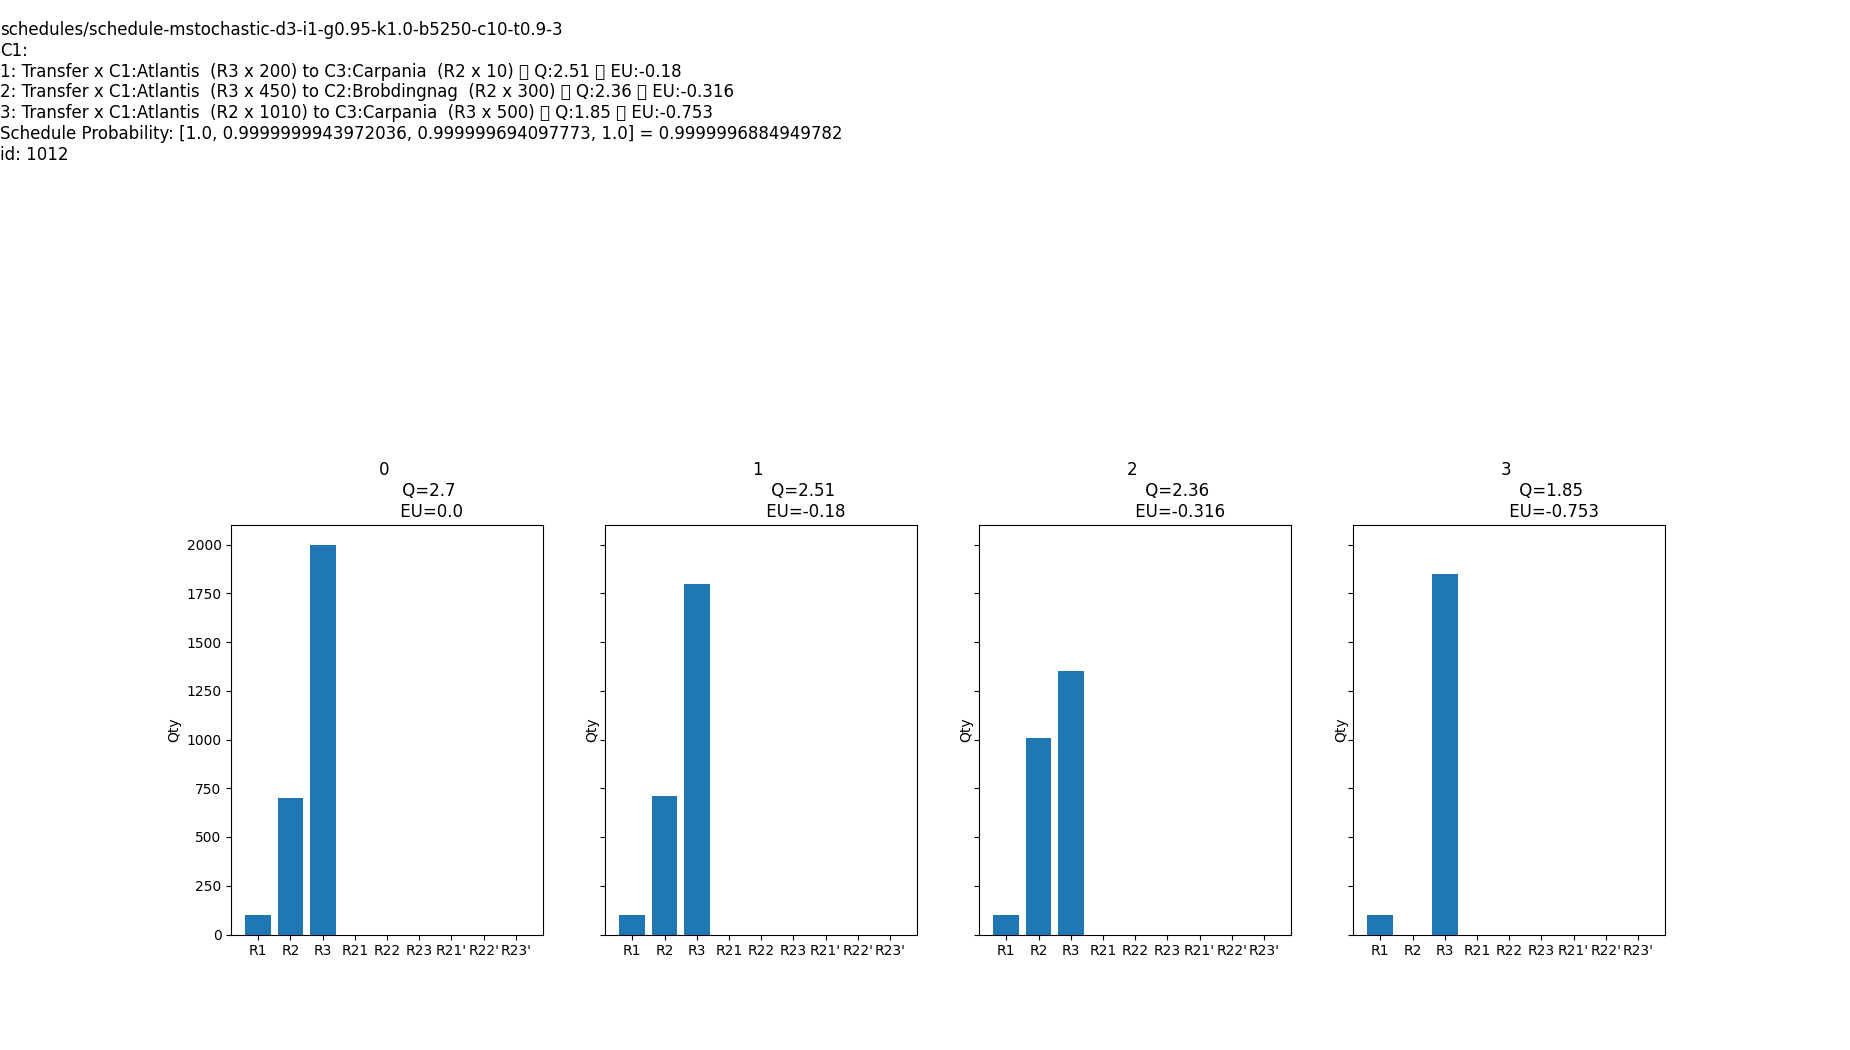 schedules/schedule-mstochastic-d3-i1-g0.95-k1.0-b5250-c10-t0.9-3
C1:
1: Transfer x C1:Atlantis  (R3 x 200) to C3:Carpania  (R2 x 10) ▯ Q:2.51 ▯ EU:-0.18
2: Transfer x C1:Atlantis  (R3 x 450) to C2:Brobdingnag  (R2 x 300) ▯ Q:2.36 ▯ EU:-0.316
3: Transfer x C1:Atlantis  (R2 x 1010) to C3:Carpania  (R3 x 500) ▯ Q:1.85 ▯ EU:-0.753
Schedule Probability: [1.0, 0.9999999943972036, 0.999999694097773, 1.0] = 0.9999996884949782
id: 1012
0
Q=2.7
EU=0.0
1
Q=2.51
EU=-0.18
2
Q=2.36
EU=-0.316
3
Q=1.85
EU=-0.753
2000
1750
1500
1250
1000
750
500
250
0
Qty
R1 R2 R3 R21 R22 R23 R21' R22' R23'
Qty
R1 R2 R3 R21 R22 R23 R21' R22' R23'
Qty
R1 R2 R3 R21 R22 R23 R21' R22' R23'
Qty
R1 R2 R3 R21 R22 R23 R21' R22' R23'